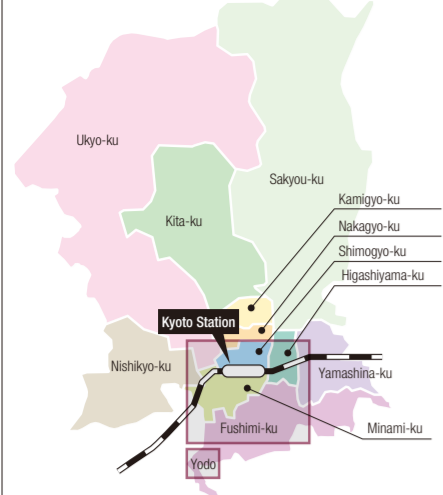 Ukyo-ku
Sakyou-ku
Kamigyo-ku
Kita-ku
Nakagyo-ku
Shimogyo-ku
Higashiyama-ku
Kyoto Station
Nishikyo-ku
Yamashina-ku
Fushimi-ku
Minami-ku
Yodo